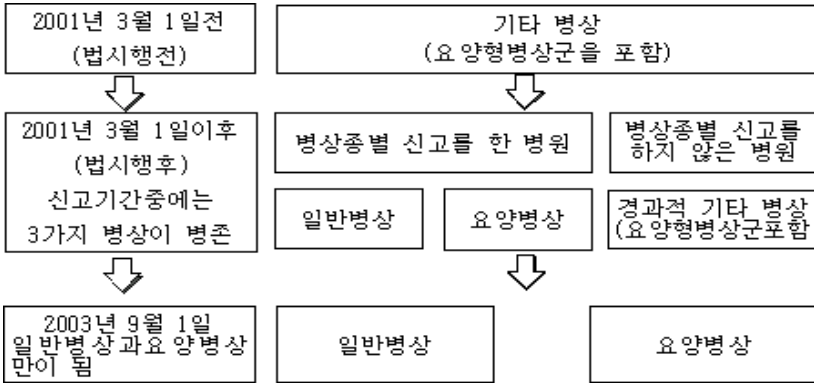 2001년 3월 1일전
(법시행전)
기타 병상
(요양형병상군을 포함)
2001년 3월 1일이후
(법시행후)
신고기간중에는
3가지 병상이 병존
병상종별 신고를 한 병원
병상종별 신고를
하지 않은 병원
일반병상
요양병상
경과적 기타 병상
(요양형병상군포함
2003년 9월 1일
일반병상과요양병상
만이 됨
일반병상
요양병상